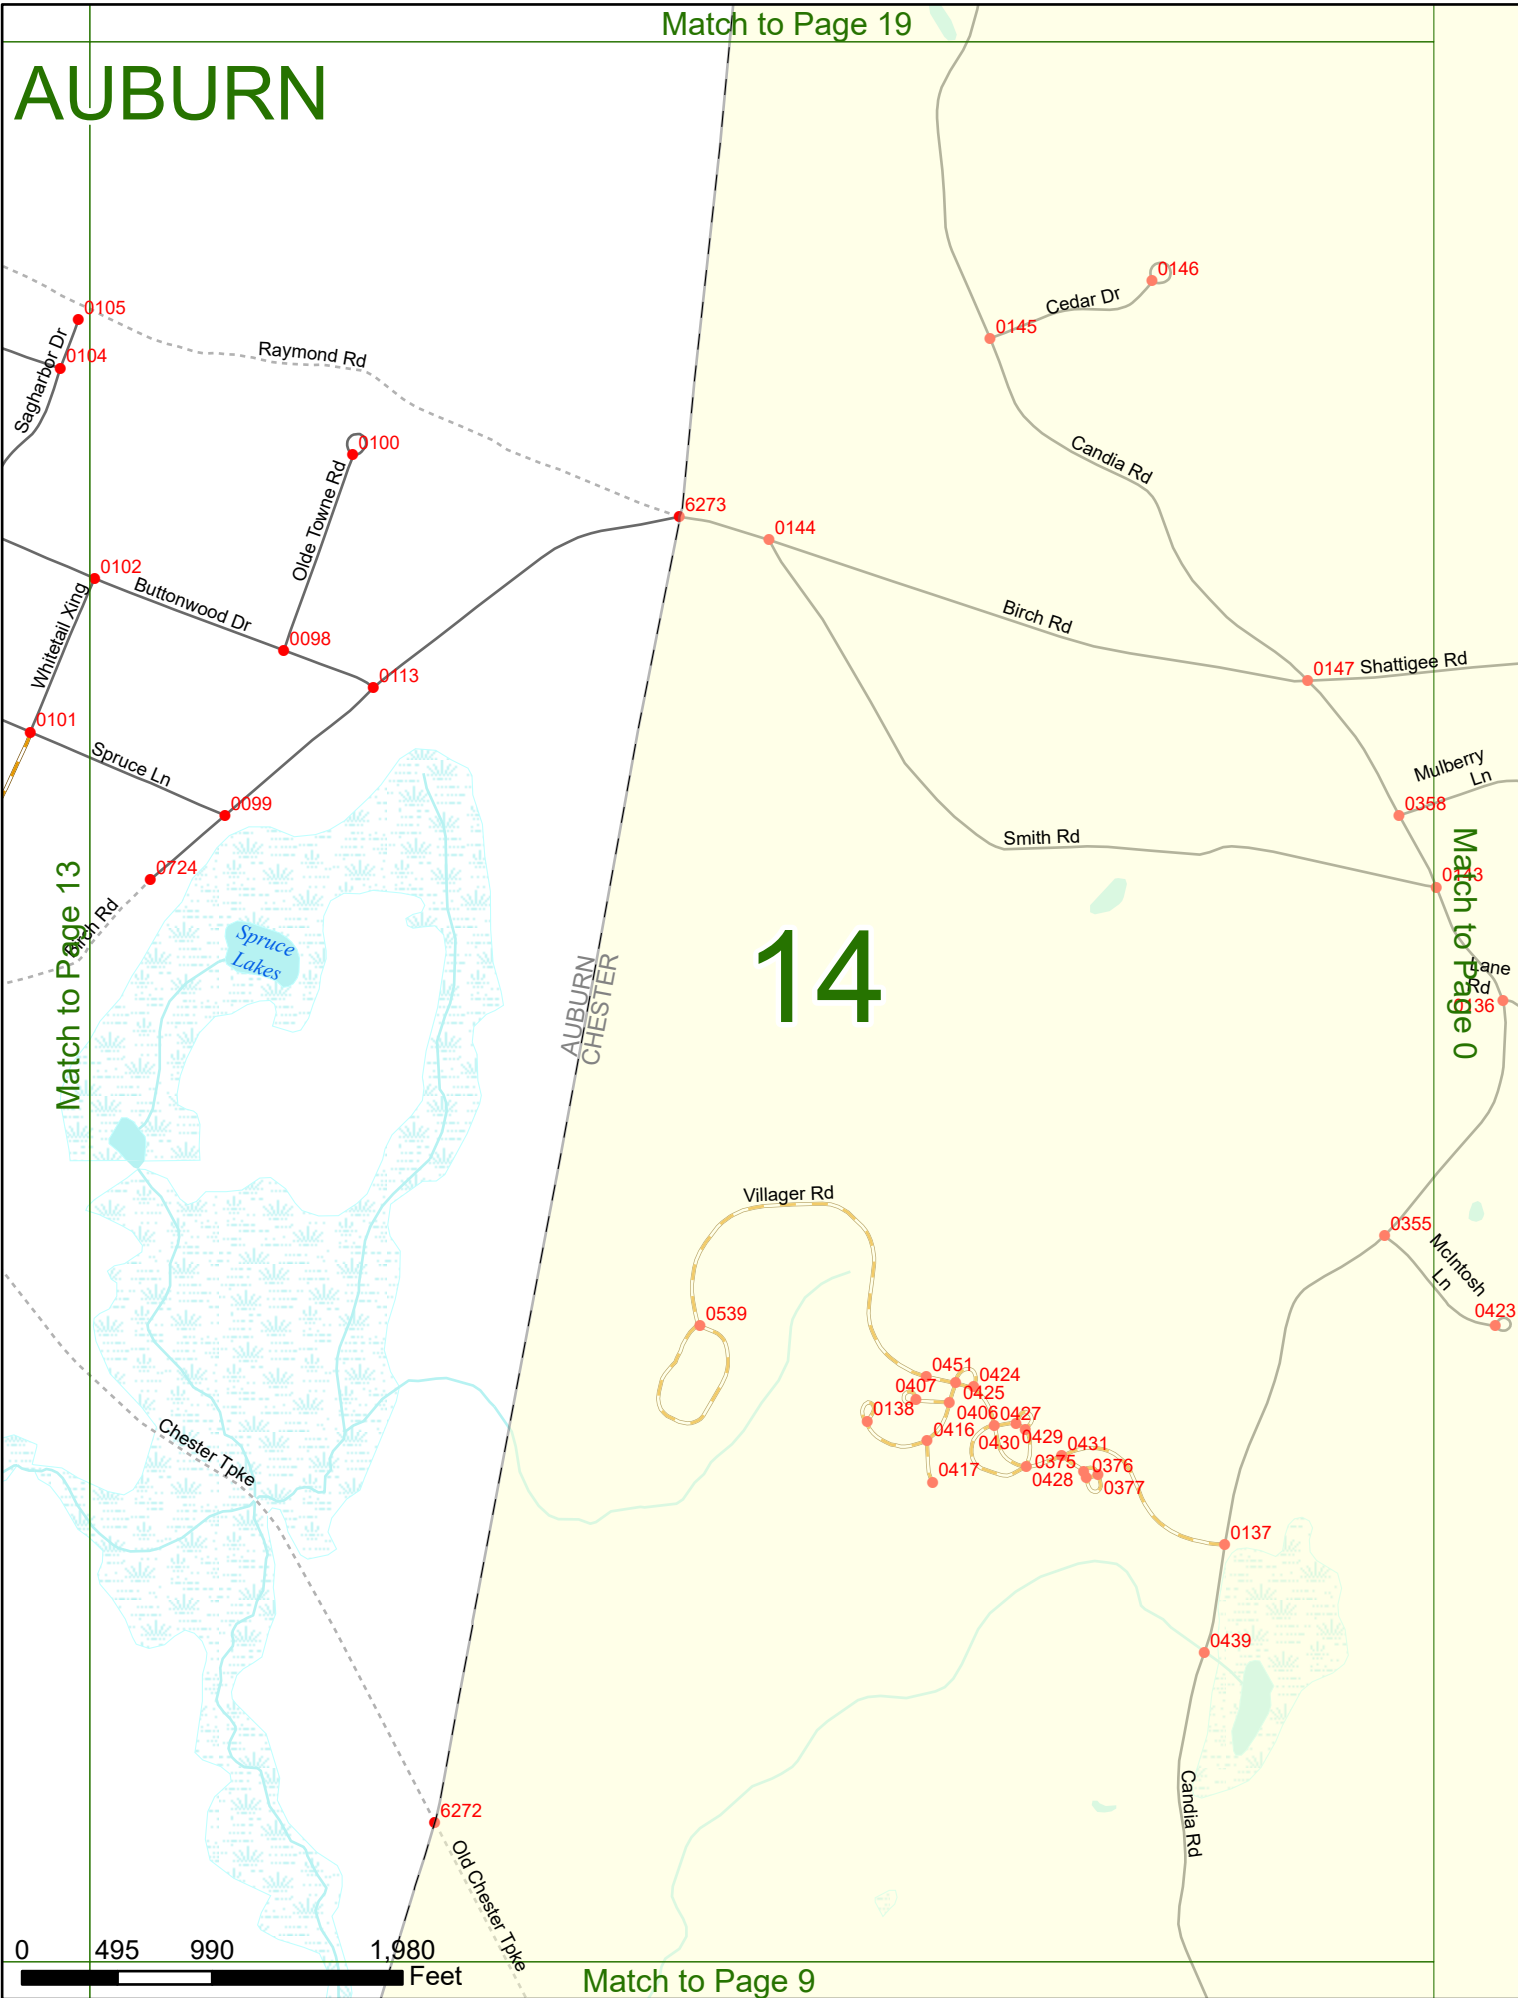 Match to Page 19
AUBURN
0146
Cedar Dr
0105
0145
0104
Sagharbor Dr
Raymond Rd
0100
Candia Rd
Olde Towne Rd
6273
0144
0102
Buttonwood Dr
Whitetail Xing
Birch Rd
0098
0147
Shattigee Rd
0113
0101
Spruce Ln
Mulberry
Ln
0099
0358
Smith Rd
0724
0143
Match to Page 13
Birch Rd
Spruce
Lakes
AUBURN
CHESTER
14
Match to Page 0
Lane
Rd
0136
Villager Rd
0355
McIntosh
Ln
0539
0423
0451
0424
0407
0425
0138
0406
0427
0416
0430
0429
0431
0375
0376
0417
0428
0377
Chester Tpke
0137
0439
Candia Rd
6272
Old Chester Tpke
0 495 990 1,980
Feet
Match to Page 9